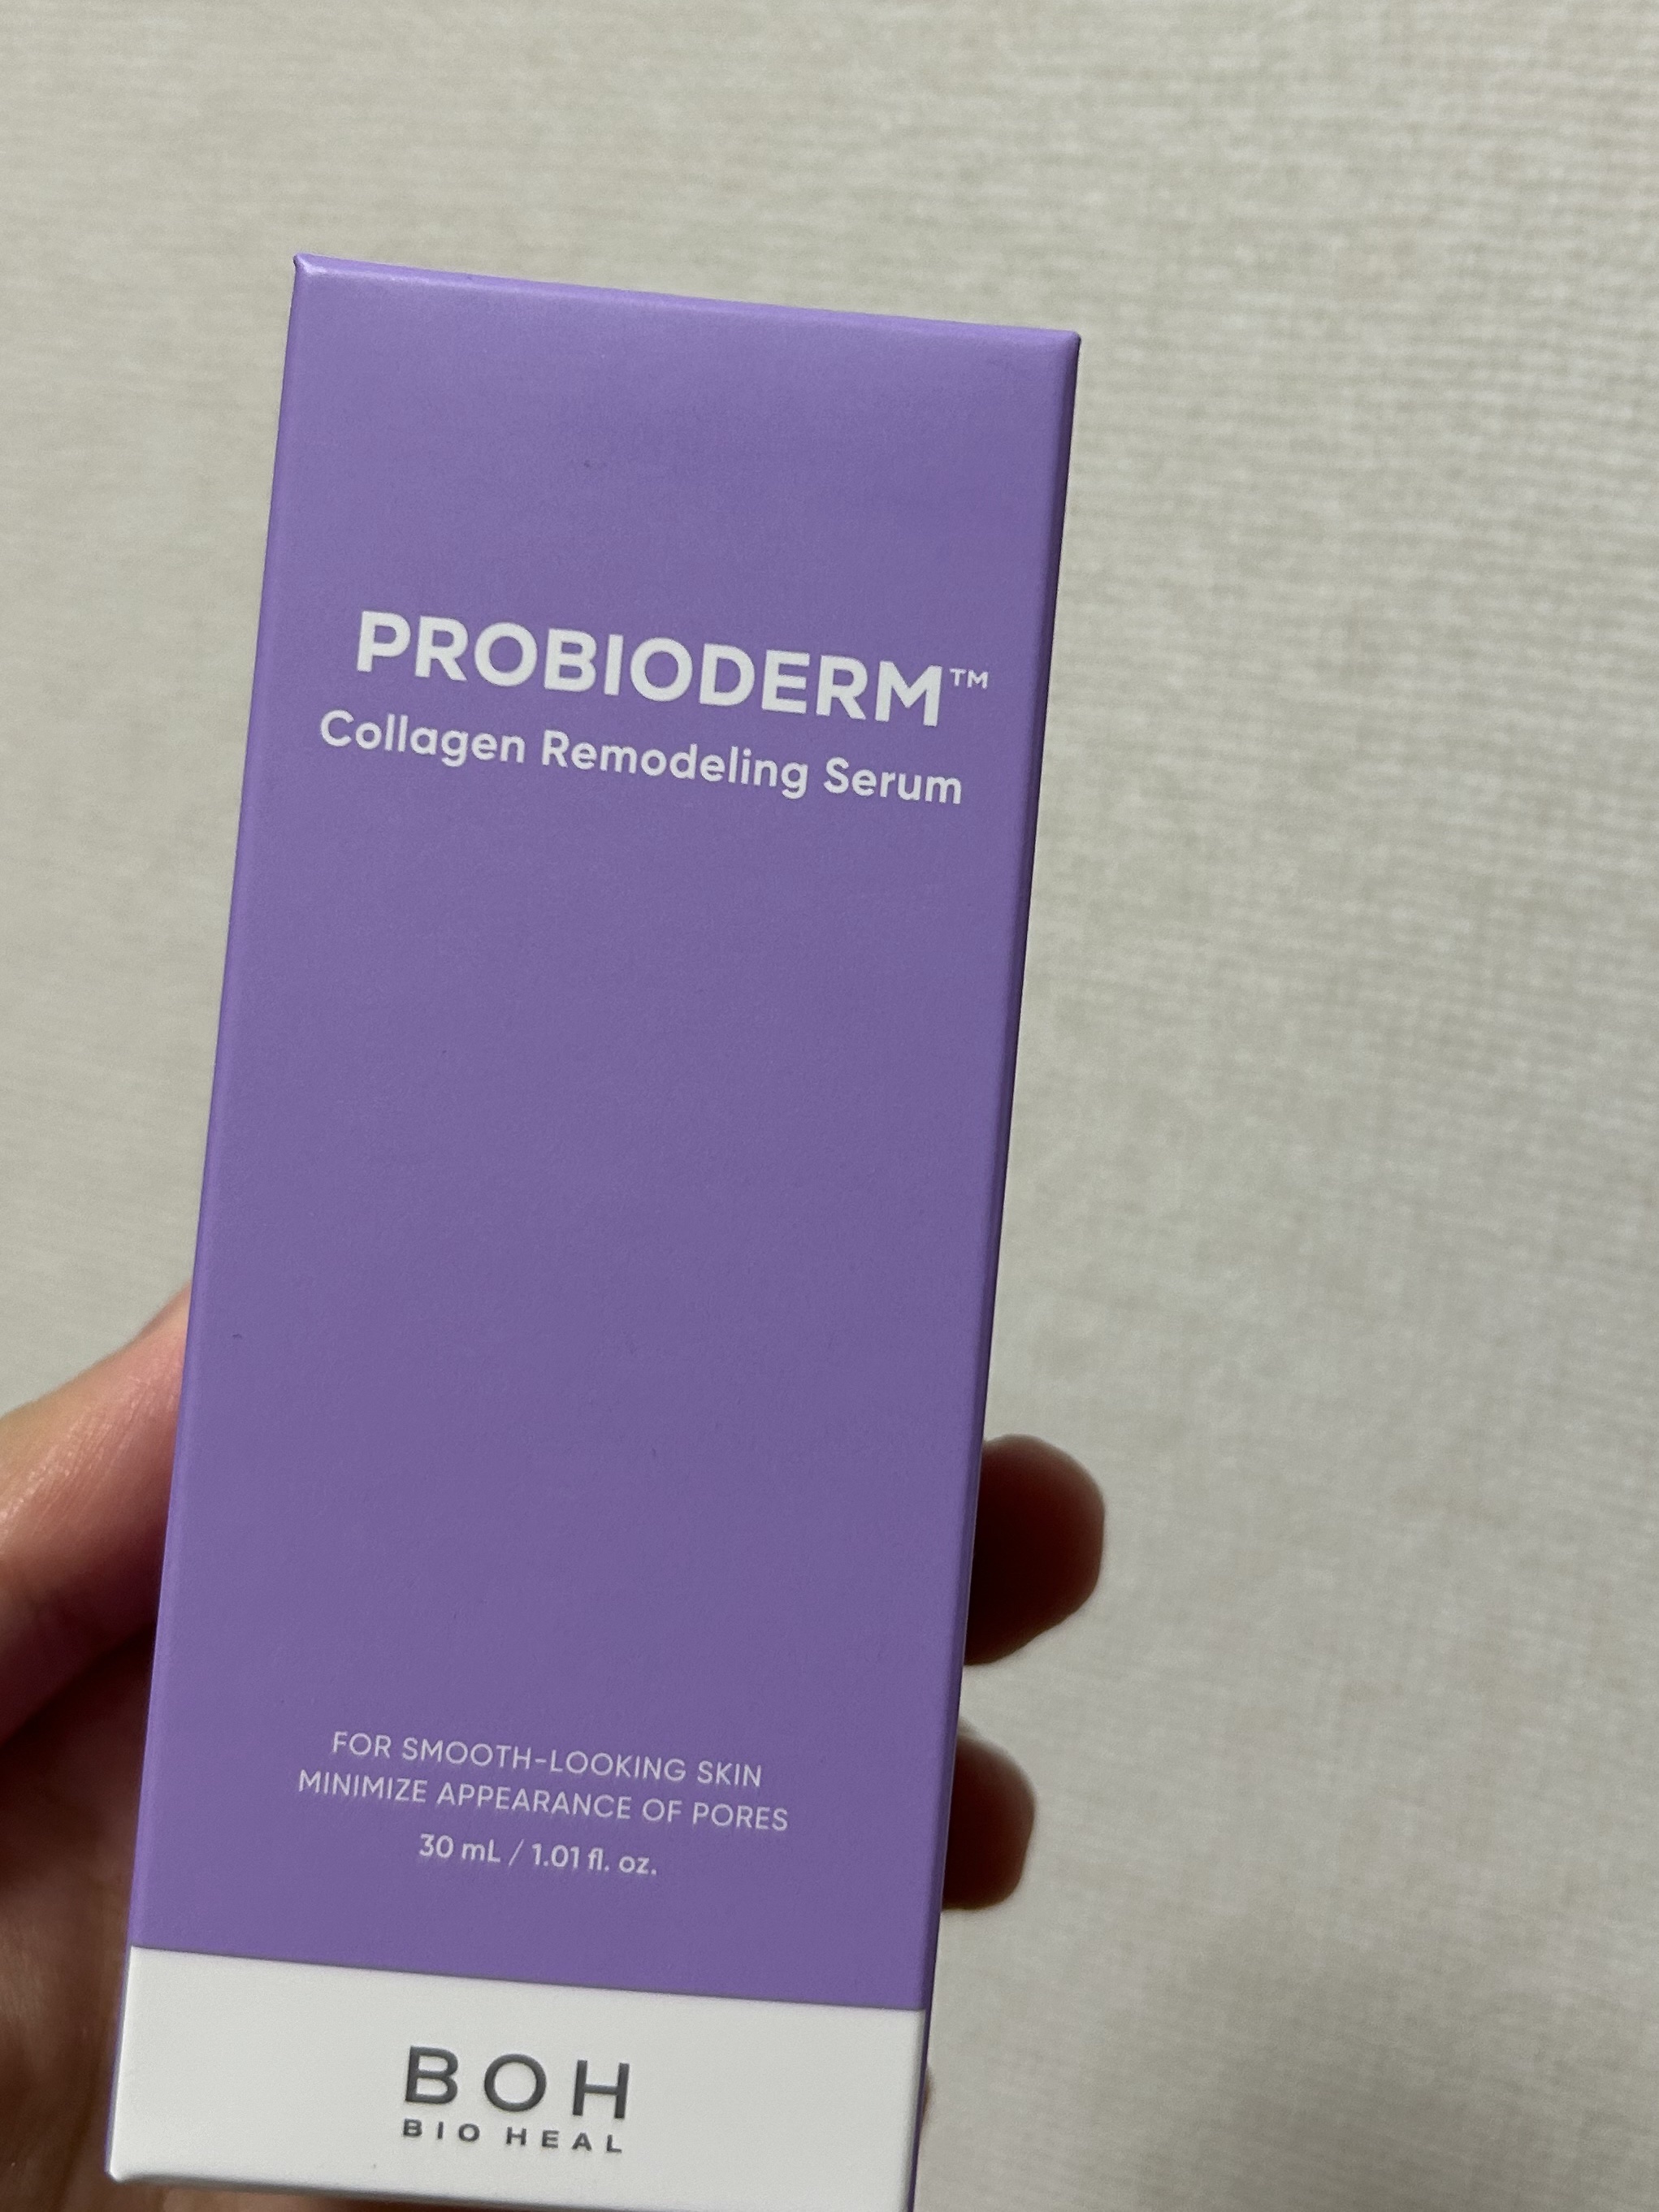 PROBIODERM™
Collagen Remodeling Serum
FOR SMOOTH-LOOKING SKIN
MINIMIZE APPEARANCE OF PORES
30 mL / 1.01 fl. oz.
BOH
BIO HEAL